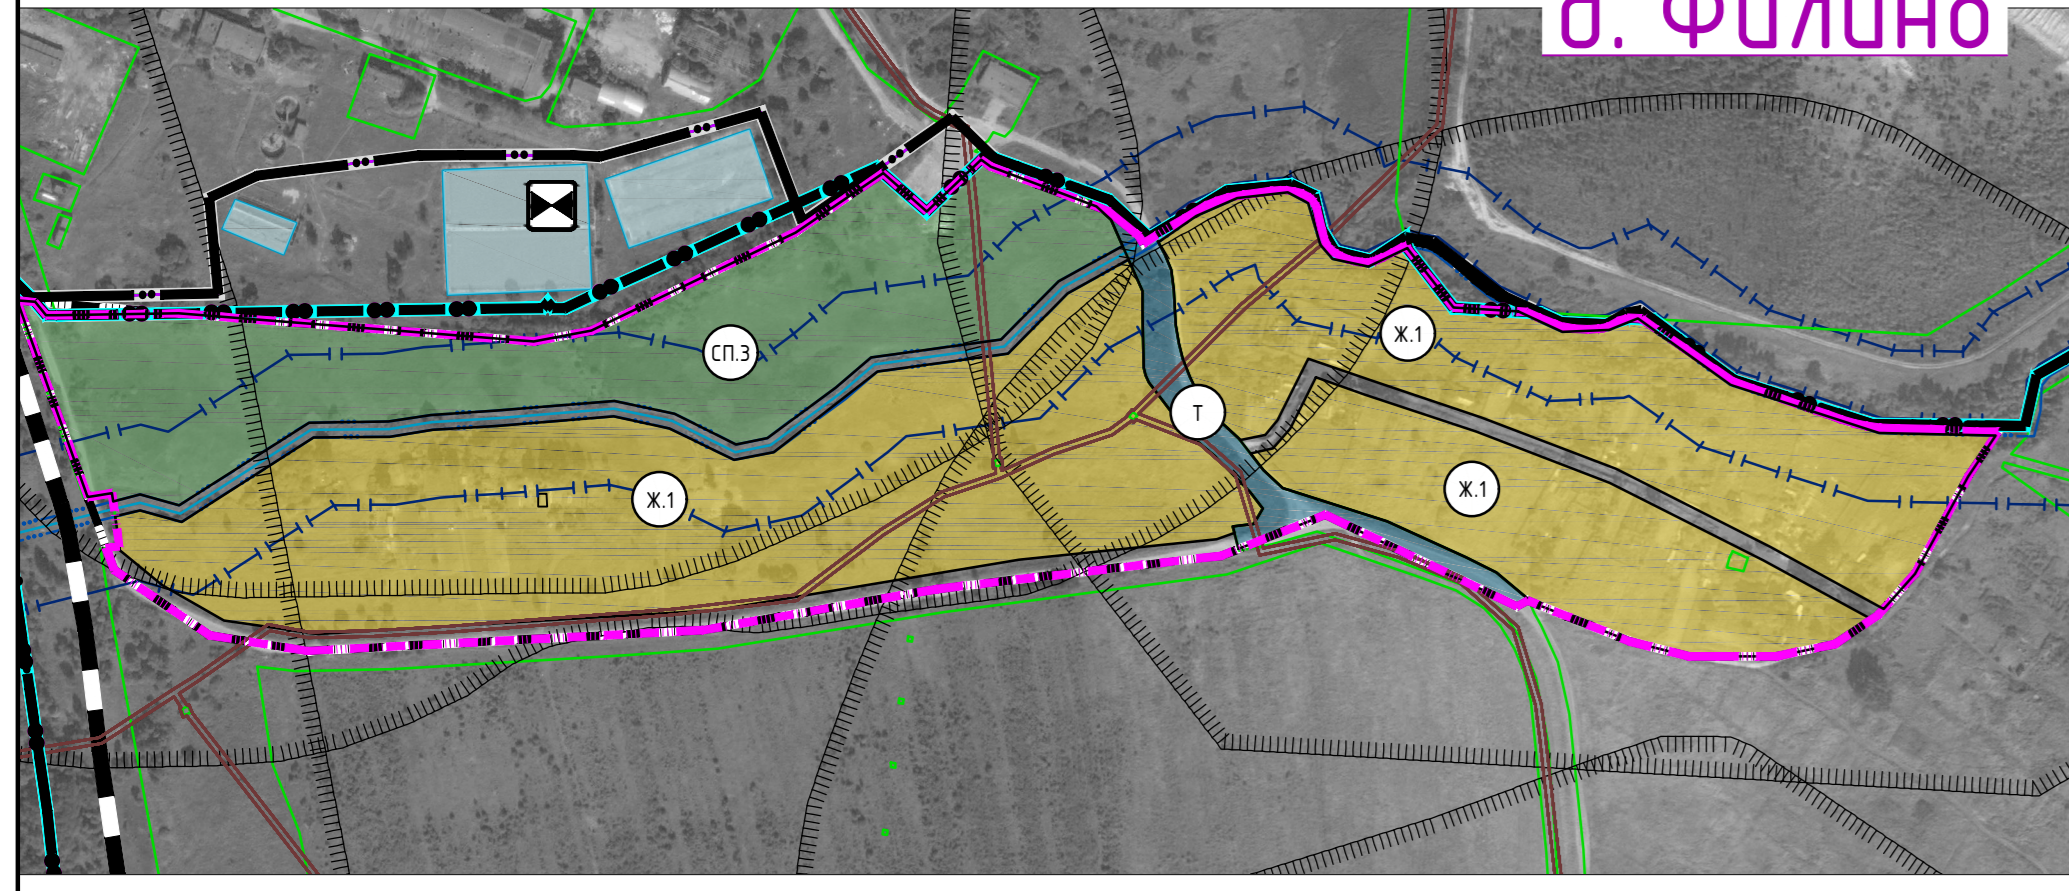 д. Филино
Ж.1
СП.3
Т
Ж.1
Ж.1